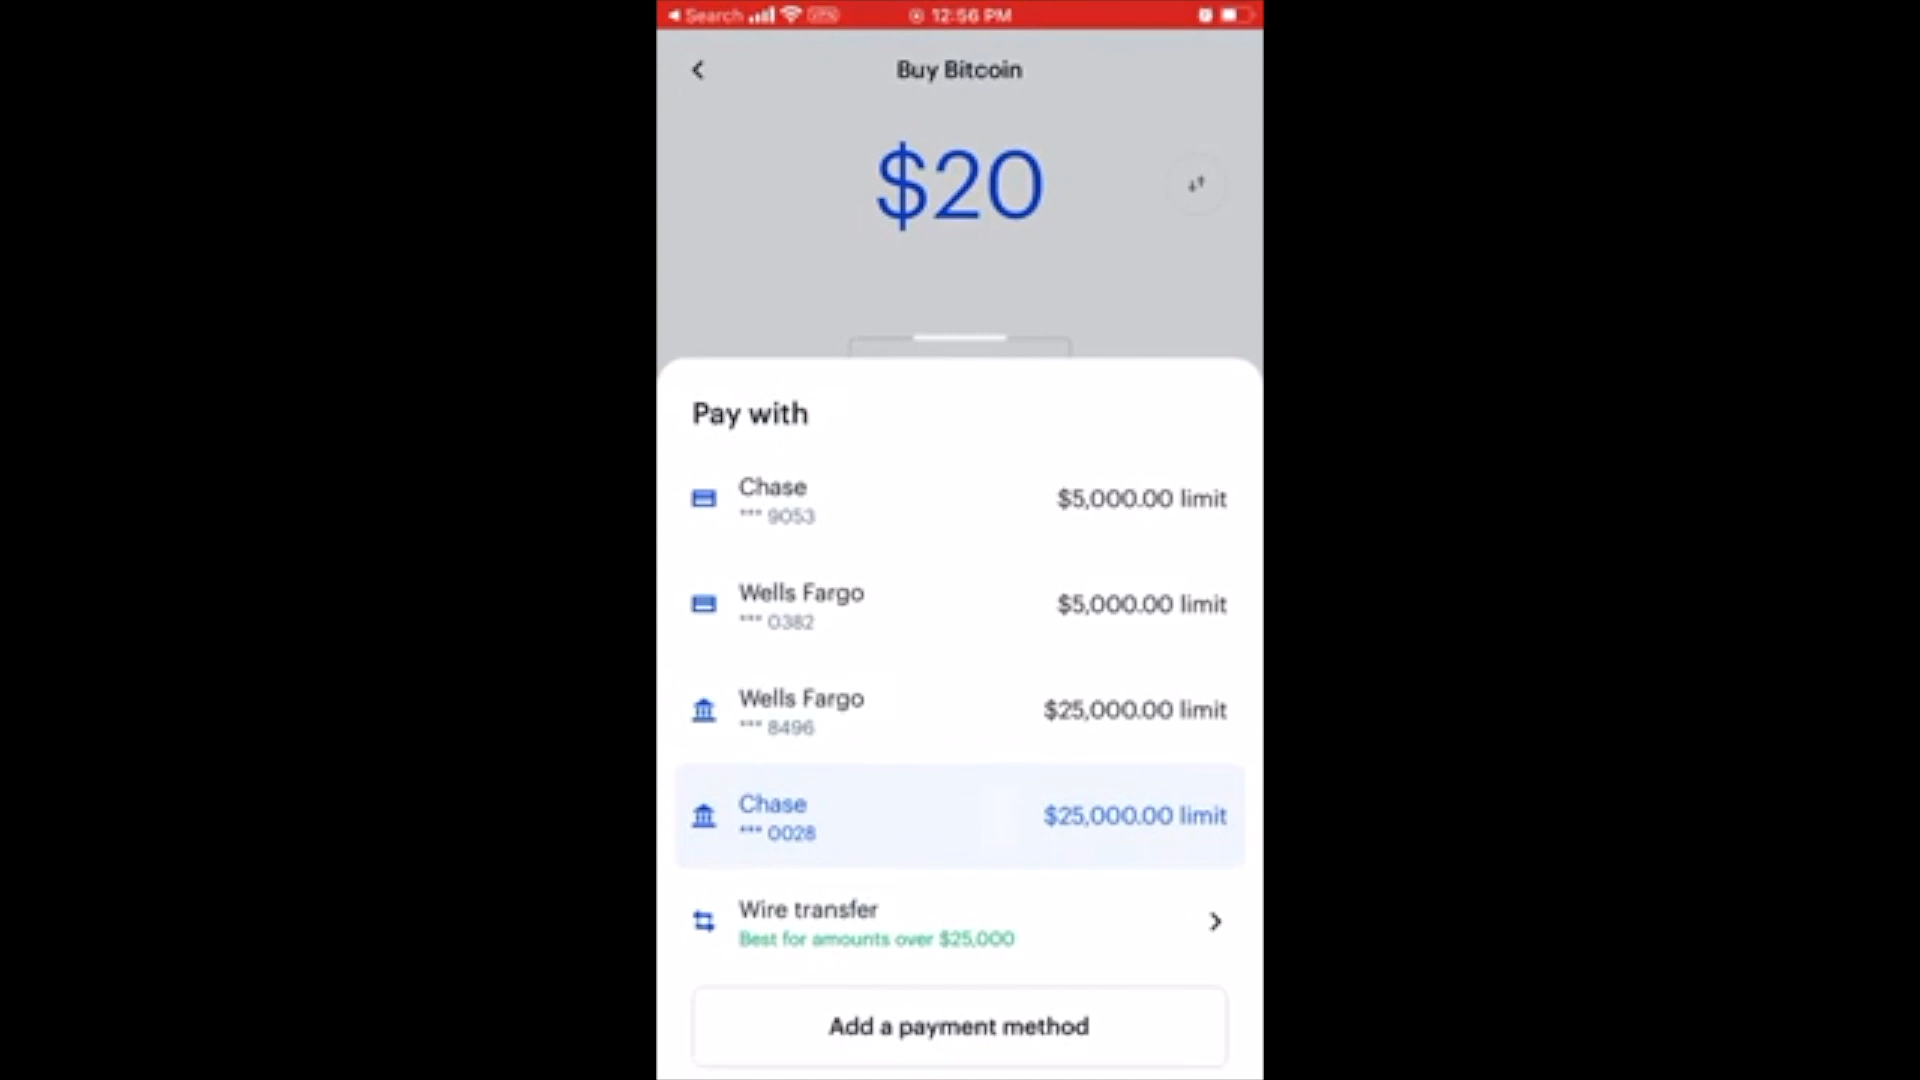 Search VPN 12:56 PM
Buy Bitcoin
$20
Pay with
Chase
*** 9053
$5,000.00 limit
Wells Fargo
*** 0382
$5,000.00 limit
Wells Fargo
*** 8496
$25,000.00 limit
Chase
*** 0028
$25,000.00 limit
Wire transfer
Best for amounts over $25,000
Add a payment method